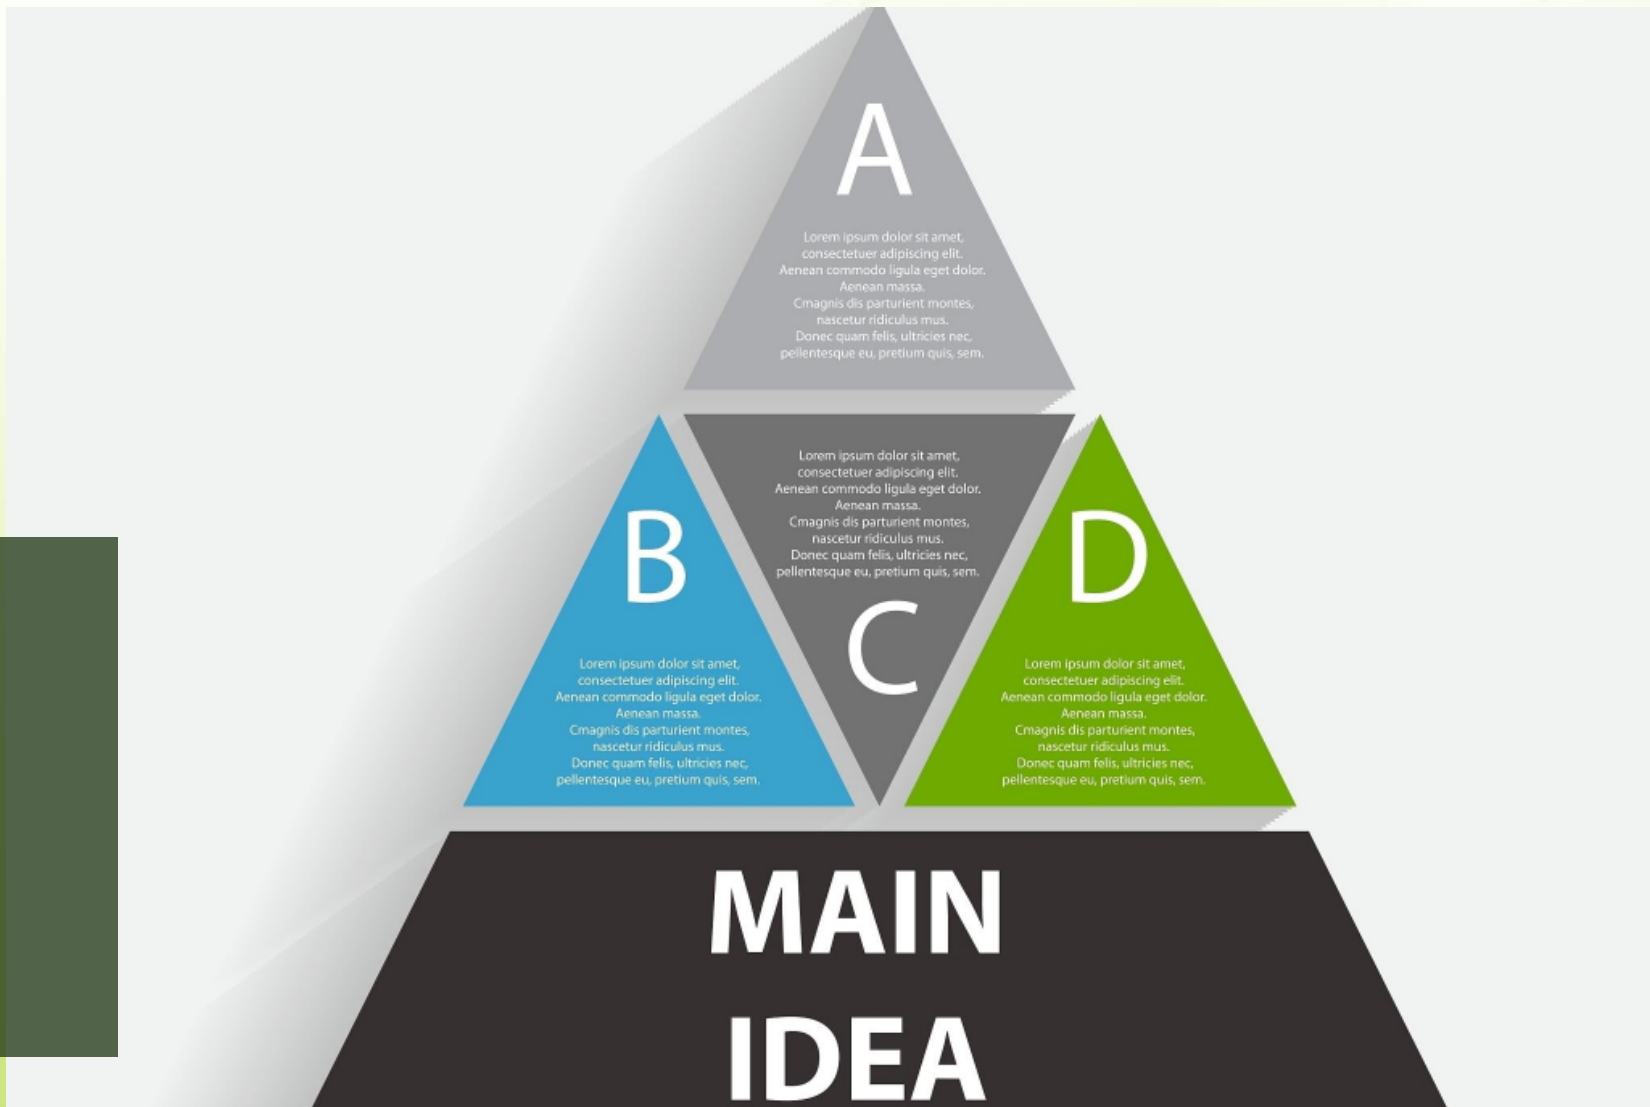 A
Lorem ipsum dolor sit amet,
consectetuer adipiscing elit.
Aenean commodo ligula eget dolor.
Aenean massa.
Cmagnis dis parturient montes,
nascetur ridiculus mus.
Donec quam felis, ultricies nec,
pellentesque eu, pretium quis, sem.
B
Lorem ipsum dolor sit amet,
consectetuer adipiscing elit.
Aenean commodo ligula eget dolor.
Aenean massa.
Cmagnis dis parturient montes,
nascetur ridiculus mus.
Donec quam felis, ultricies nec,
pellentesque eu, pretium quis, sem.
Lorem ipsum dolor sit amet,
consectetuer adipiscing elit.
Aenean commodo ligula eget dolor.
Aenean massa.
Cmagnis dis parturient montes,
nascetur ridiculus mus.
Donec quam felis, ultricies nec,
pellentesque eu, pretium quis, sem.
C
D
Lorem ipsum dolor sit amet,
consectetuer adipiscing elit.
Aenean commodo ligula eget dolor.
Aenean massa.
Cmagnis dis parturient montes,
nascetur ridiculus mus.
Donec quam felis, ultricies nec,
pellentesque eu, pretium quis, sem.
MAIN
IDEA